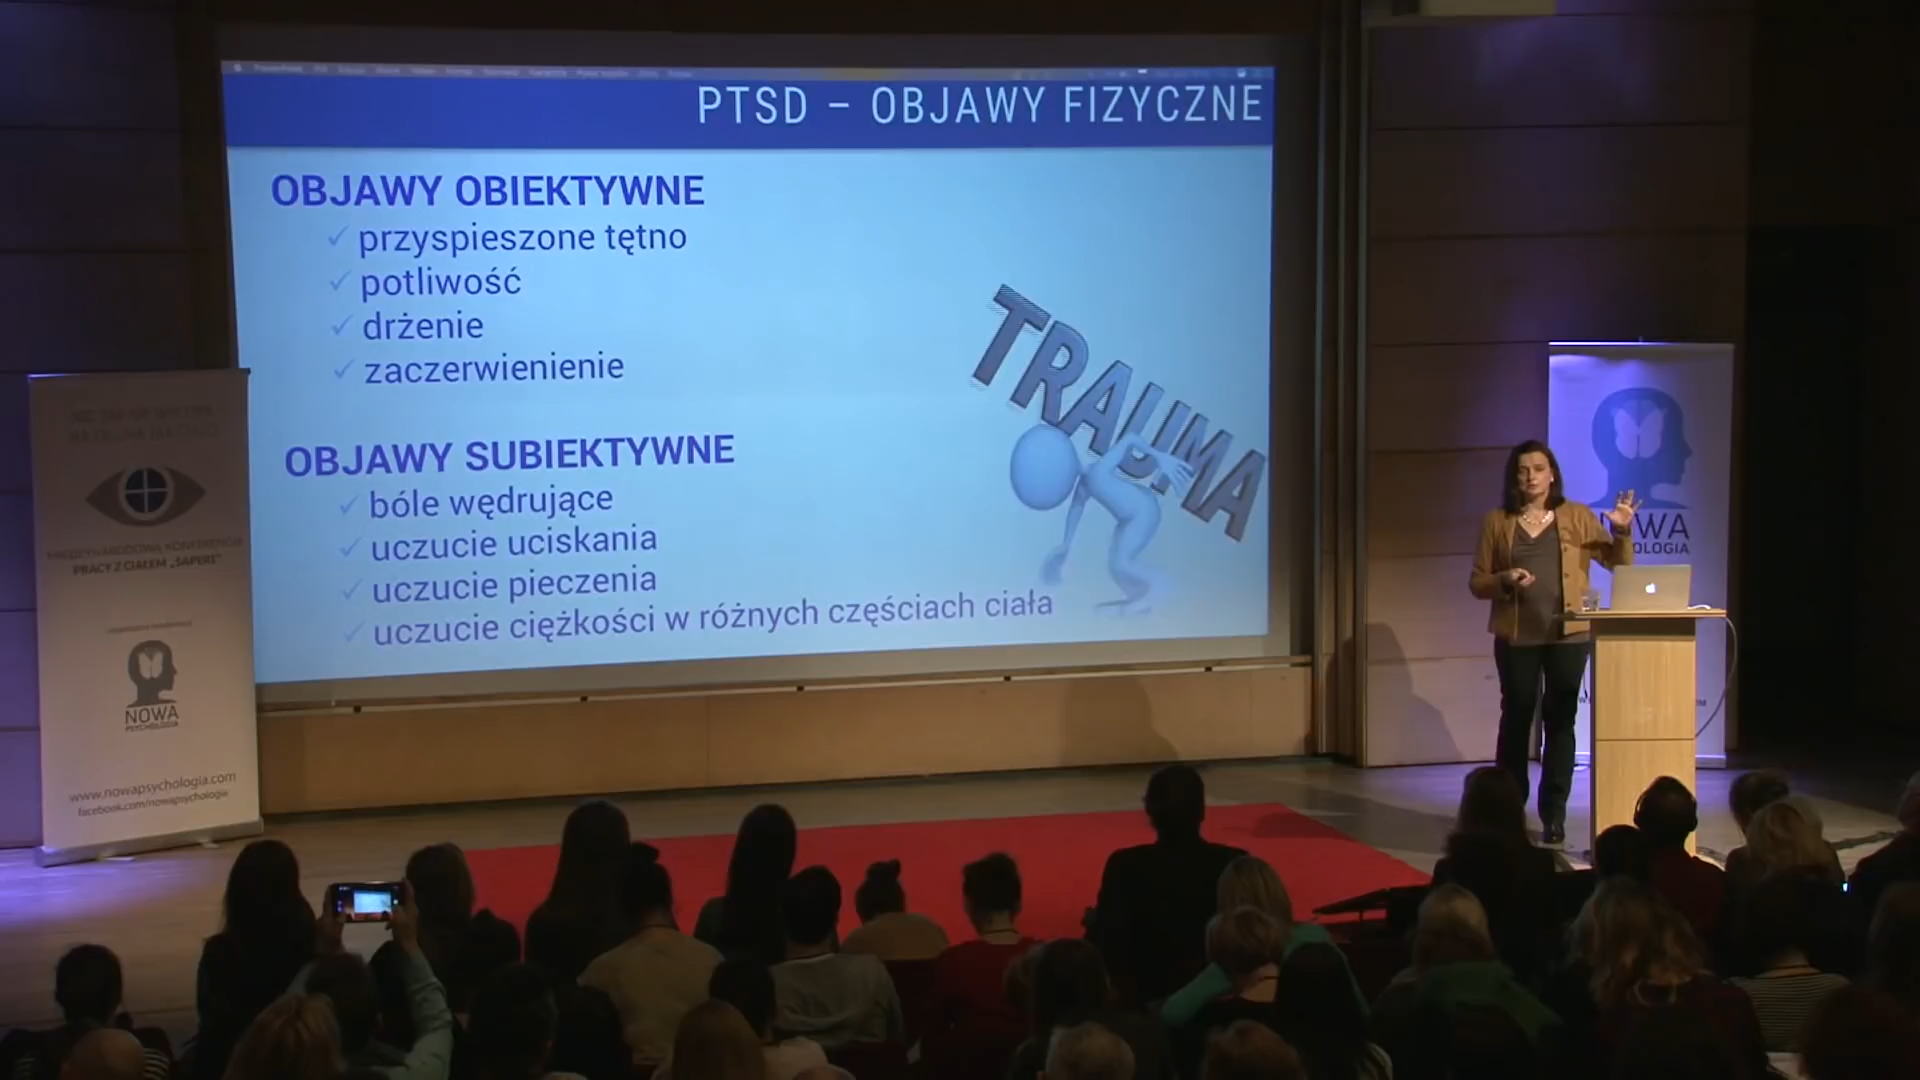 PTSD – OBJAWY FIZYCZNE
OBJAWY OBIEKTYWNE
✓ przyspieszone tętno
✓ potliwość
✓ drżenie
✓ zaczerwienienie
OBJAWY SUBIEKTYWNE
✓ bóle wędrujące
✓ uczucie uciskania
✓ uczucie pieczenia
✓ uczucie ciężkości w różnych częściach ciała
TRAUMA
MIĘDZYNARODOWA KONFERENCJA
PRACY Z CIAŁEM „SAPERE”
NOWA
PSYCHOLOGIA
www.nowapsychologia.com
facebook.com/nowapsychologia
NOWA
OLOGIA